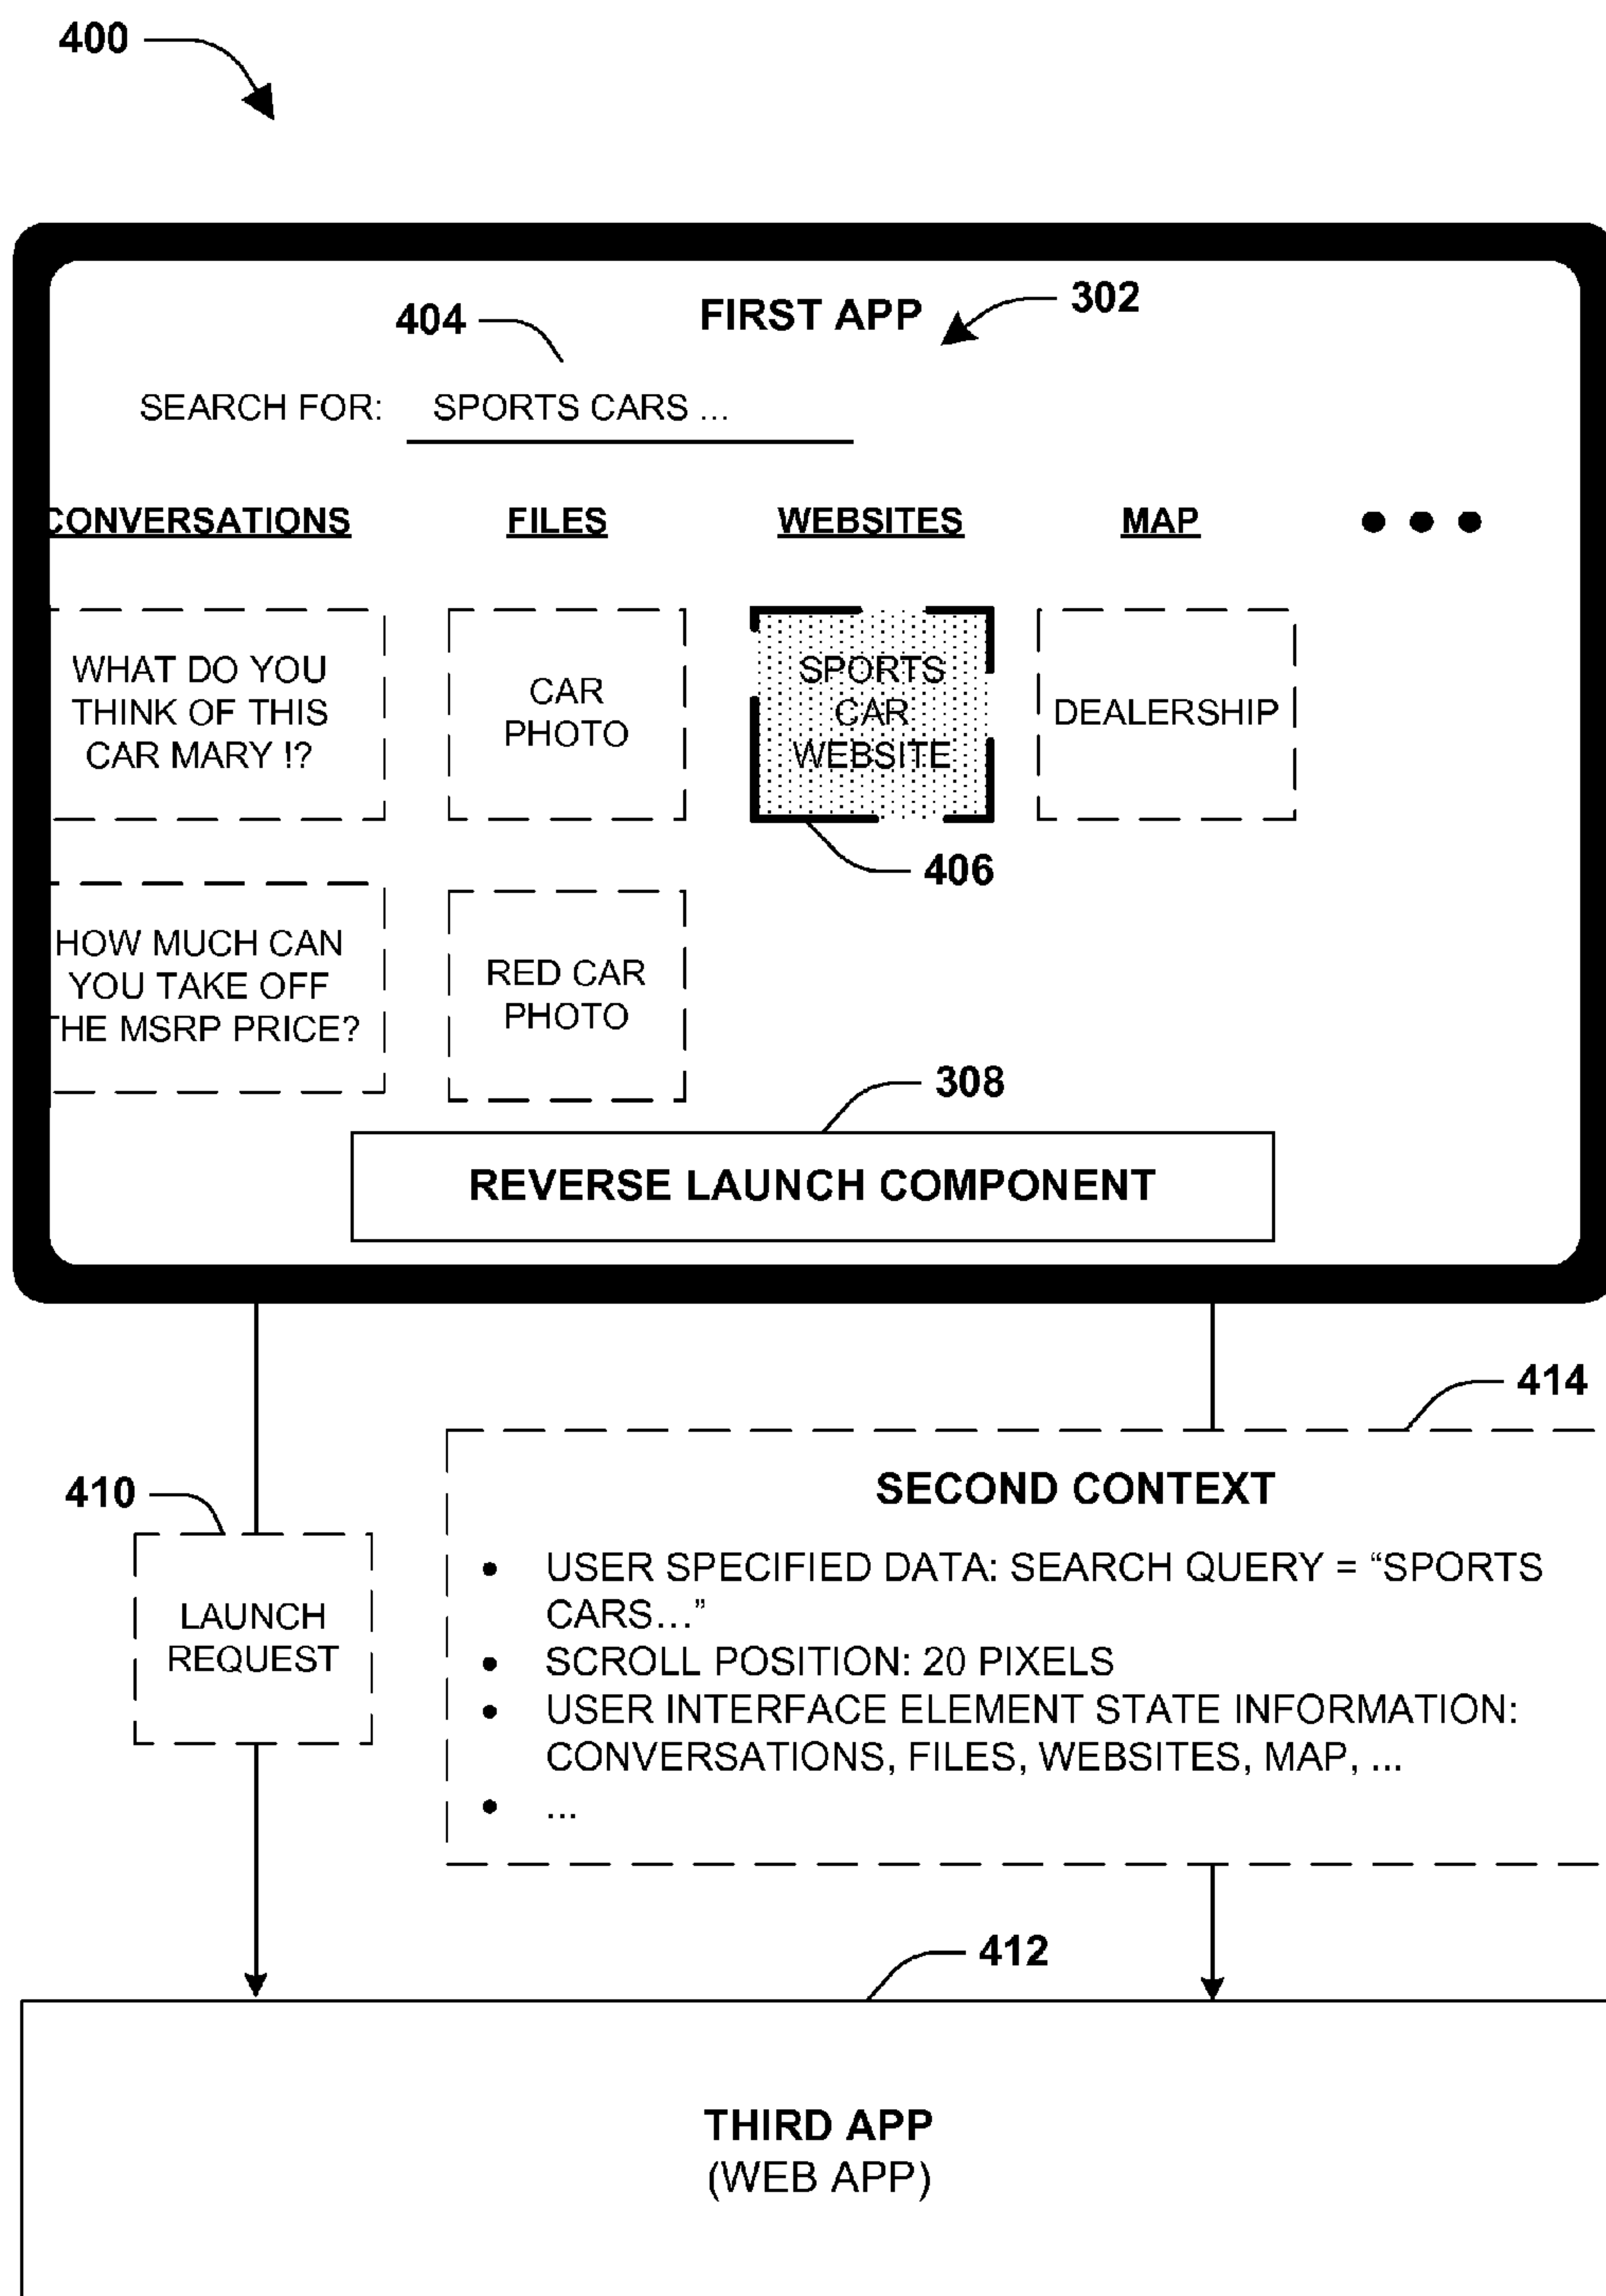 400
FIRST APP
302
404
SEARCH FOR: SPORTS CARS ...
CONVERSATIONS FILES WEBSITES MAP
WHAT DO YOU
THINK OF THIS
CAR MARY !?
CAR
PHOTO
SPORTS
CAR
WEBSITE
DEALERSHIP
406
HOW MUCH CAN
YOU TAKE OFF
THE MSRP PRICE?
RED CAR
PHOTO
308
REVERSE LAUNCH COMPONENT
414
410
LAUNCH
REQUEST
SECOND CONTEXT
• USER SPECIFIED DATA: SEARCH QUERY = “SPORTS
CARS...”
• SCROLL POSITION: 20 PIXELS
• USER INTERFACE ELEMENT STATE INFORMATION:
CONVERSATIONS, FILES, WEBSITES, MAP, ...
• ...
412
THIRD APP
(WEB APP)